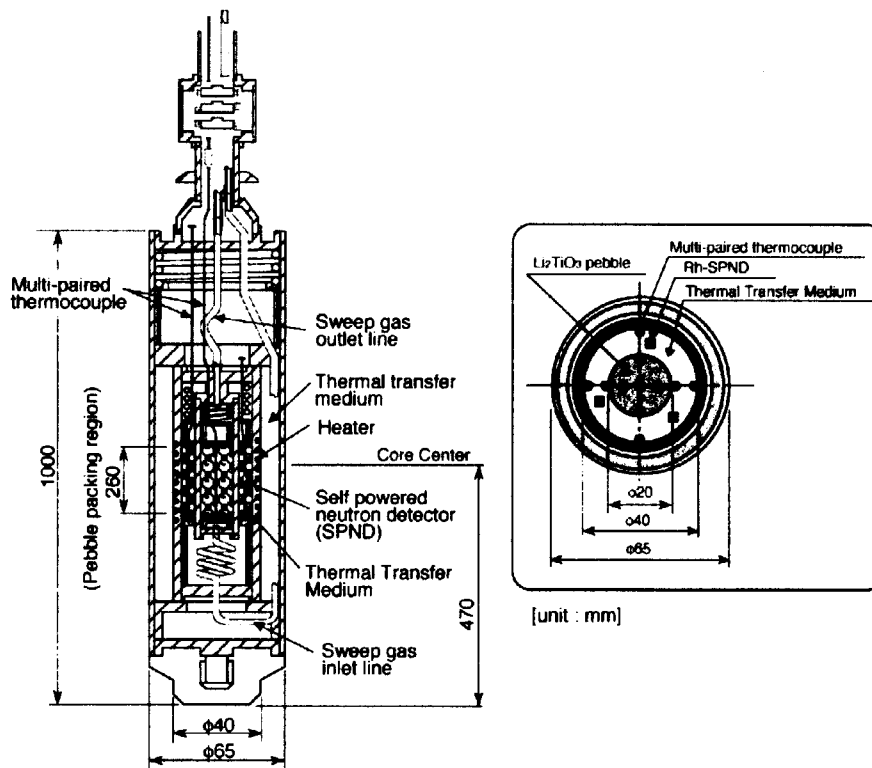 Multi-paired
thermocouple
Sweep gas
outlet line
Thermal transfer
medium
Heater
Core Center
Self powered
neutron detector
(SPND)
Thermal Transfer
Medium
Sweep gas
inlet line
1000
(Pebble packing region)
260
470
φ40
φ65
Multi-paired thermocouple
Li₂TiO₃ pebble
Rh-SPND
Thermal Transfer Medium
φ20
φ40
φ65
[unit : mm]